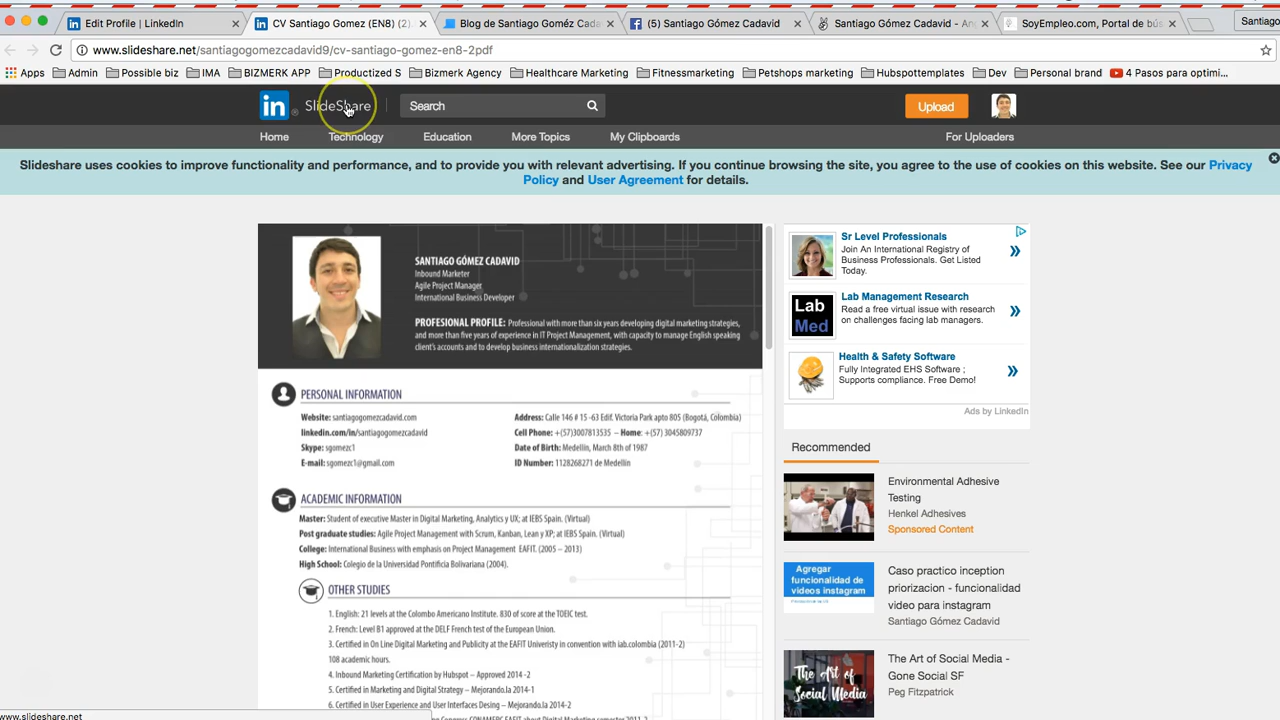 Edit Profile | LinkedIn
CV Santiago Gomez (EN8) (2)
Blog de Santiago Goméz Cada
(5) Santiago Gómez Cadavid
Santiago Gómez Cadavid - An
SoyEmpleo.com, Portal de bús
Santiago
www.slideshare.net/santiagogomezcadavid9/cv-santiago-gomez-en8-2pdf
Apps Admin Possible biz IMA BIZMERK APP Productized S Bizmerk Agency Healthcare Marketing Fitnessmarketing Petshops marketing Hubspottemplates Dev Personal brand 4 Pasos para optimi...
in SlideShare Search Upload
Home Technology Education More Topics My Clipboards For Uploaders
Slideshare uses cookies to improve functionality and performance, and to provide you with relevant advertising. If you continue browsing the site, you agree to the use of cookies on this website. See our Privacy
Policy and User Agreement for details.
SANTIAGO GÓMEZ CADAVID
Inbound Marketer
Agile Project Manager
International Business Developer
PROFESIONAL PROFILE: Professional with more than six years developing digital marketing strategies,
and more than five years of experience in IT Project Management, with capacity to manage English speaking
client's accounts and to develop business internationalization strategies.
PERSONAL INFORMATION
Website: santiagogomezcadavid.com
linkedin.com/in/santiagogomezcadavid
Skype: sgomezc1
E-mail: sgomezc1@gmail.com
Address: Calle 146 # 15 -63 Edif. Victoria Park apto 805 (Bogotá, Colombia)
Cell Phone: +(57)3007813535 – Home: +(57) 3045809737
Date of Birth: Medellín, March 8th of 1987
ID Number: 1128268271 de Medellin
ACADEMIC INFORMATION
Master: Student of executive Master in Digital Marketing, Analytics y UX; at IEBS Spain. (Virtual)
Post graduate studies: Agile Project Management with Scrum, Kanban, Lean y XP; at IEBS Spain. (Virtual)
College: International Business with emphasis on Project Management EAFIT. (2005 – 2013)
High School: Colegio de la Universidad Pontificia Bolivariana (2004).
OTHER STUDIES
1. English: 21 levels at the Colombo Americano Institute. 830 of score at the TOEIC test.
2. French: Level B1 approved at the DELF French test of the European Union.
3. Certified in On Line Digital Marketing and Publicity at the EAFIT Univeristy in convention with iab.colombia (2011-2)
108 academic hours.
4. Inbound Marketing Certification by Hubspot – Approved 2014 -2
5. Certified in Marketing and Digital Strategy – Mejorando.la 2014-1
6. Certified in User Experience and User Interfaces Desing – Mejorando.la 2014-2
Sr Level Professionals
Join An International Registry of
Business Professionals. Get Listed
Today.
Lab
Med
Lab Management Research
Read a free virtual issue with research
on challenges facing lab managers.
Health & Safety Software
Fully Integrated EHS Software ;
Supports compliance. Free Demo!
Ads by LinkedIn
Recommended
Environmental Adhesive
Testing
Henkel Adhesives
Sponsored Content
Agregar
funcionalidad de
videos instagram
Caso practico inception
priorizacion - funcionalidad
video para instagram
Santiago Gómez Cadavid
The Art of
Social Media
The Art of Social Media -
Gone Social SF
Peg Fitzpatrick
www.slideshare.net